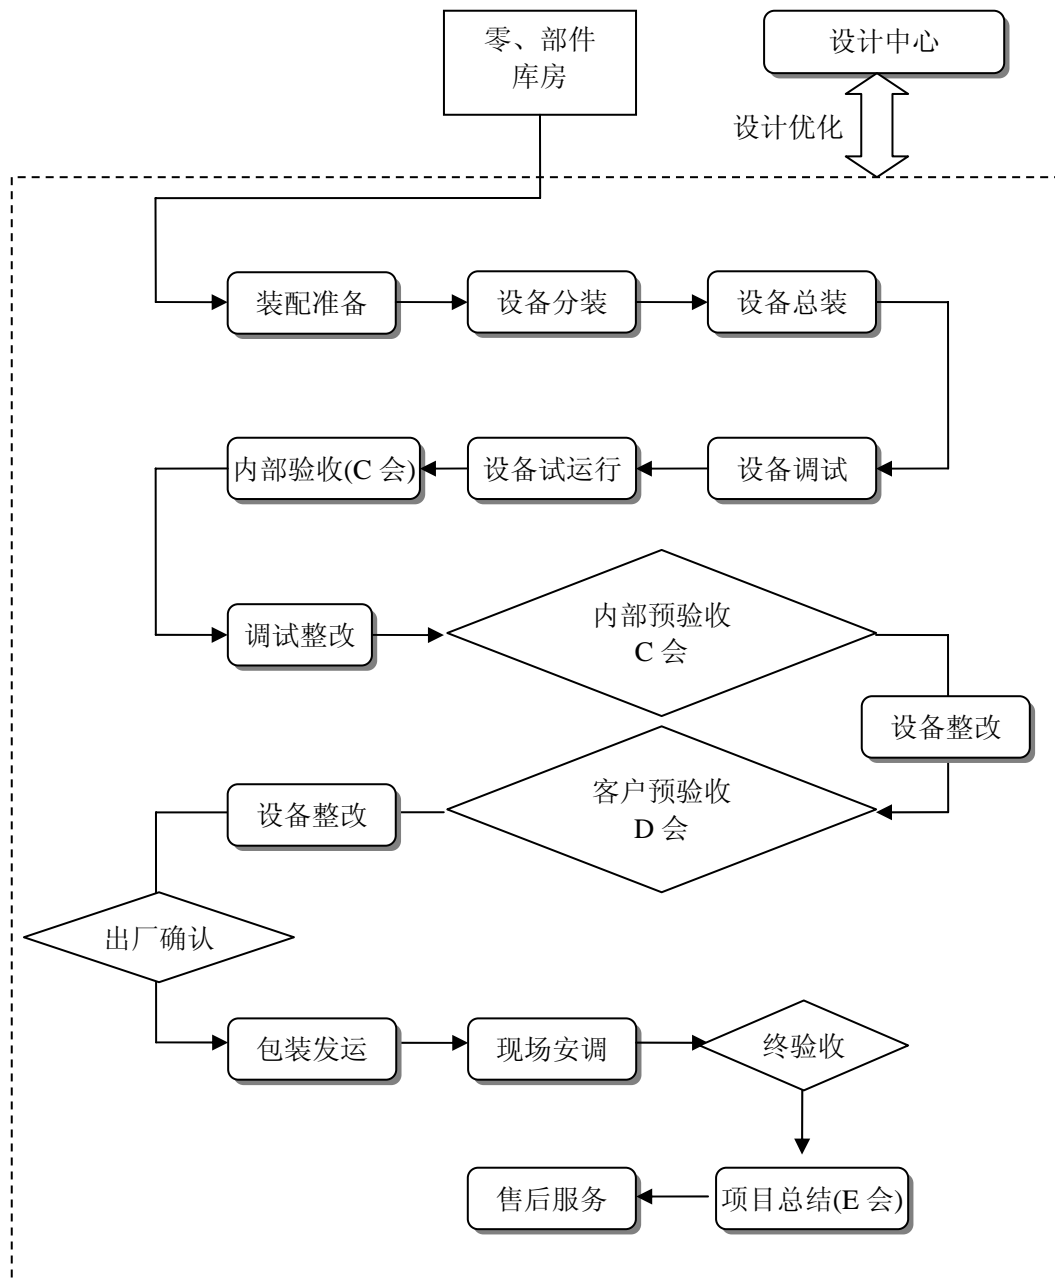 零、部件
库房
设计中心
设计优化
装配准备
设备分装
设备总装
内部验收(C 会)
设备试运行
设备调试
调试整改
内部预验收
C 会
设备整改
设备整改
客户预验收
D 会
出厂确认
包装发运
现场安调
终验收
售后服务
项目总结(E 会)